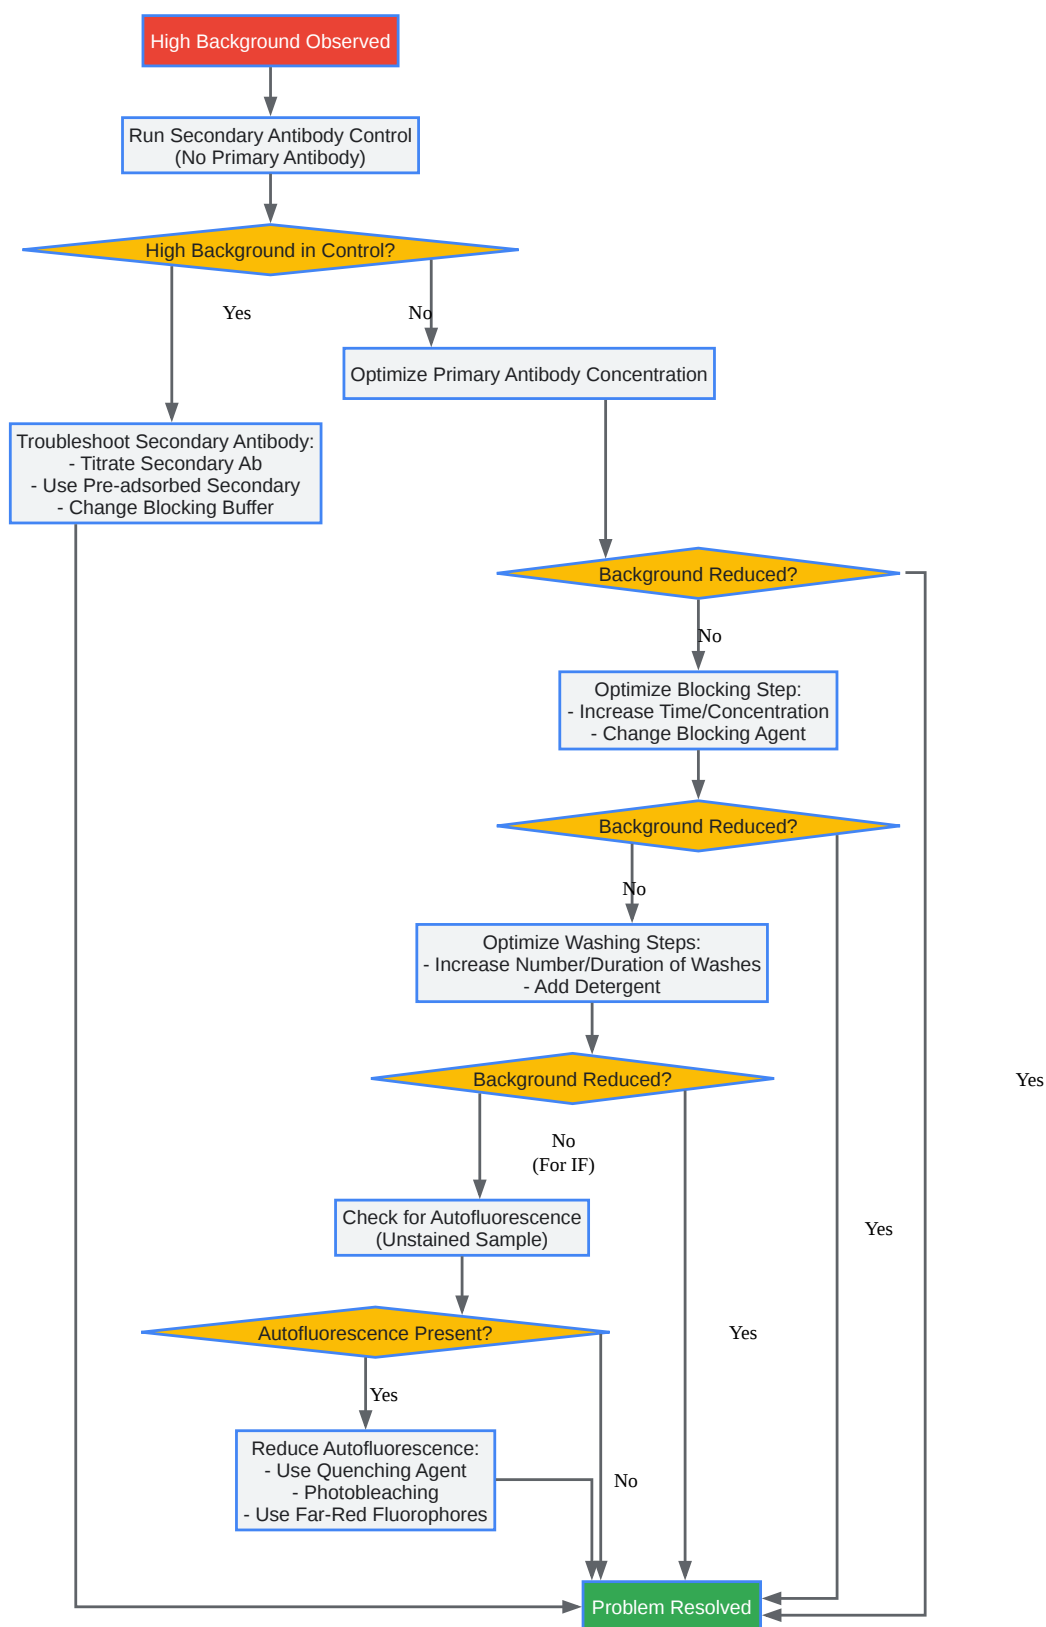 High Background Observed
Run Secondary Antibody Control
(No Primary Antibody)
High Background in Control?
Yes
No
Optimize Primary Antibody Concentration
Troubleshoot Secondary Antibody:
- Titrate Secondary Ab
- Use Pre-adsorbed Secondary
- Change Blocking Buffer
Background Reduced?
No
Optimize Blocking Step:
- Increase Time/Concentration
- Change Blocking Agent
Background Reduced?
No
Optimize Washing Steps:
- Increase Number/Duration of Washes
- Add Detergent
Background Reduced?
Yes
No
(For IF)
Check for Autofluorescence
(Unstained Sample)
Yes
Autofluorescence Present?
Yes
Yes
Reduce Autofluorescence:
- Use Quenching Agent
- Photobleaching
- Use Far-Red Fluorophores
No
Problem Resolved